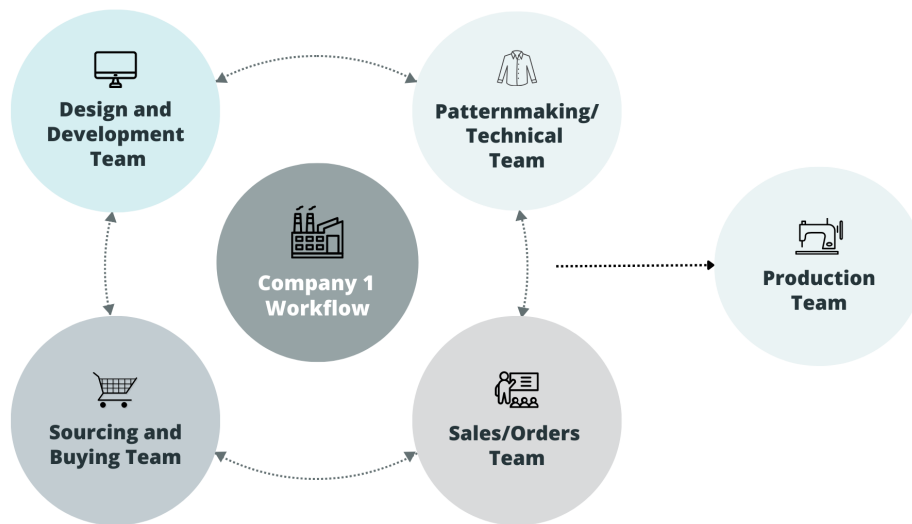 Design and
Development
Team
Patternmaking/
Technical
Team
Company 1
Workflow
Production
Team
Sourcing and
Buying Team
Sales/Orders
Team